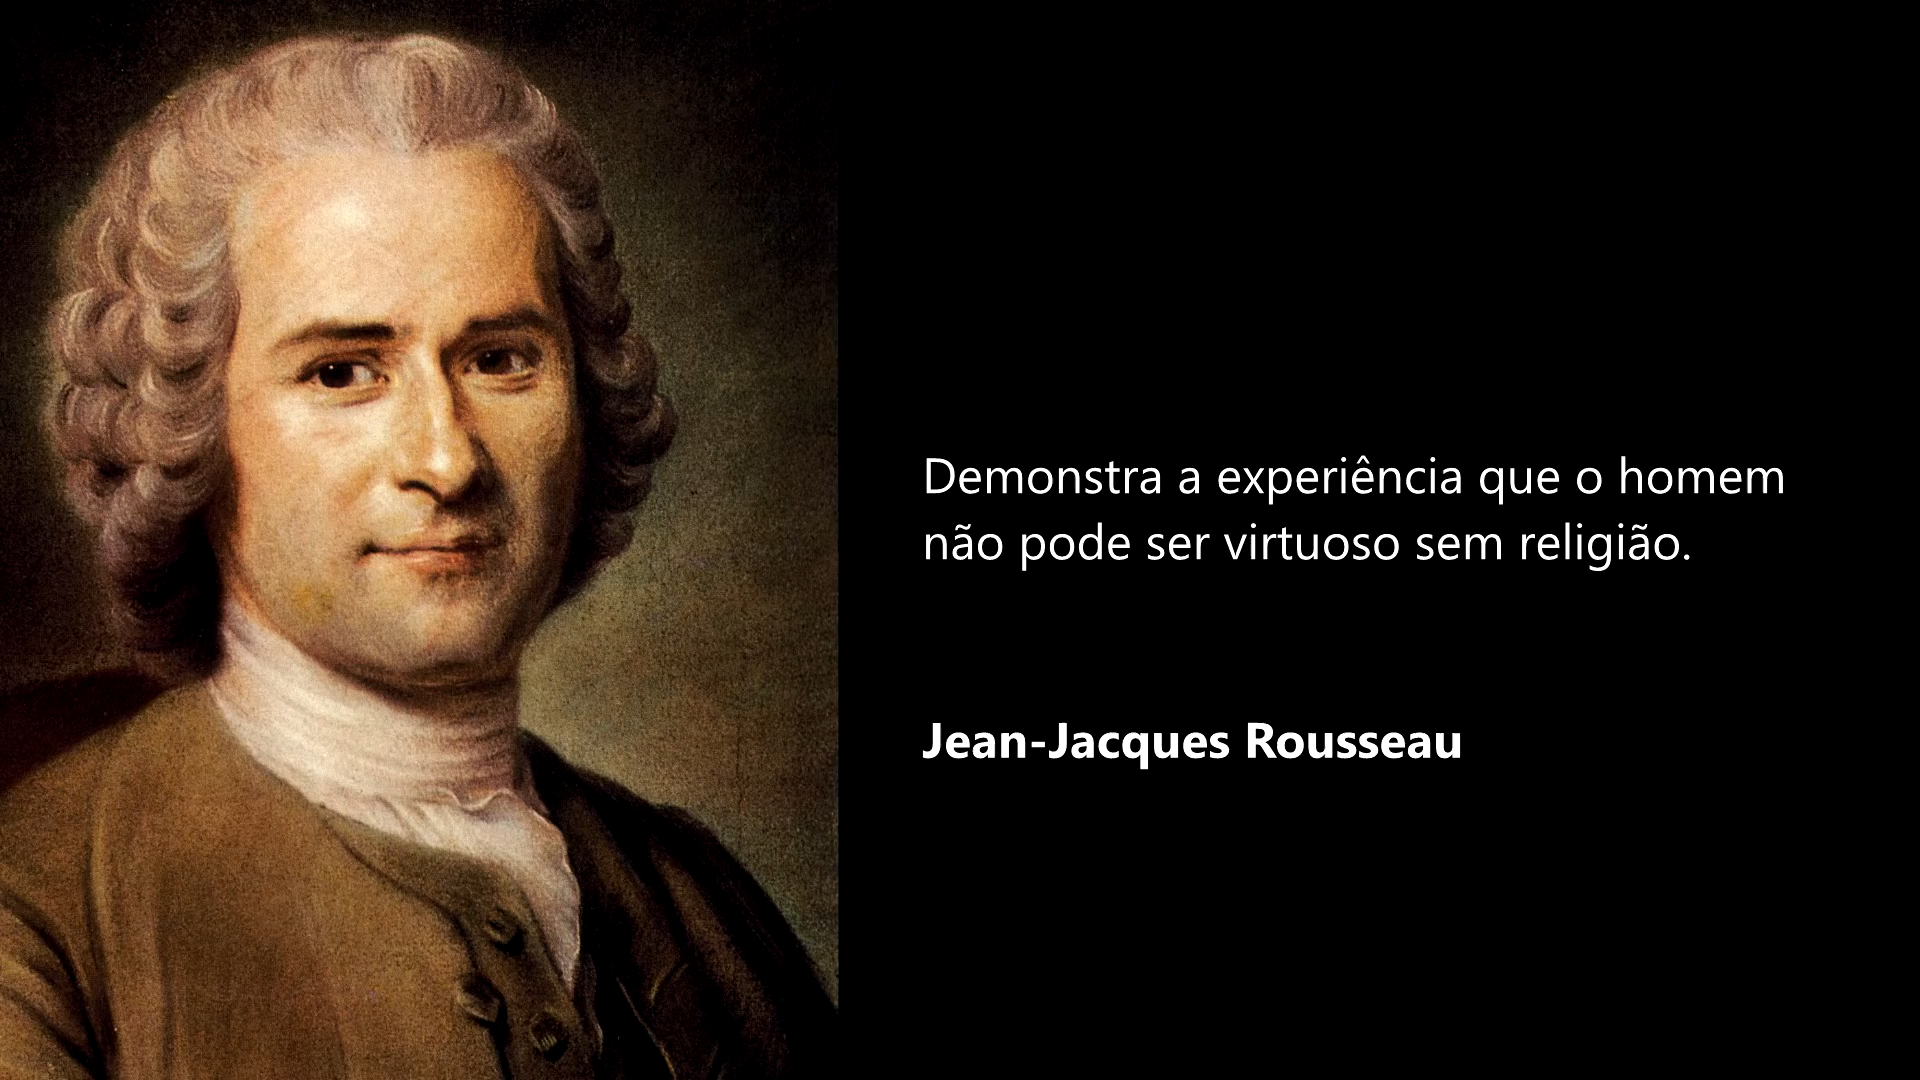 Demonstra a experiência que o homem
não pode ser virtuoso sem religião.
Jean-Jacques Rousseau